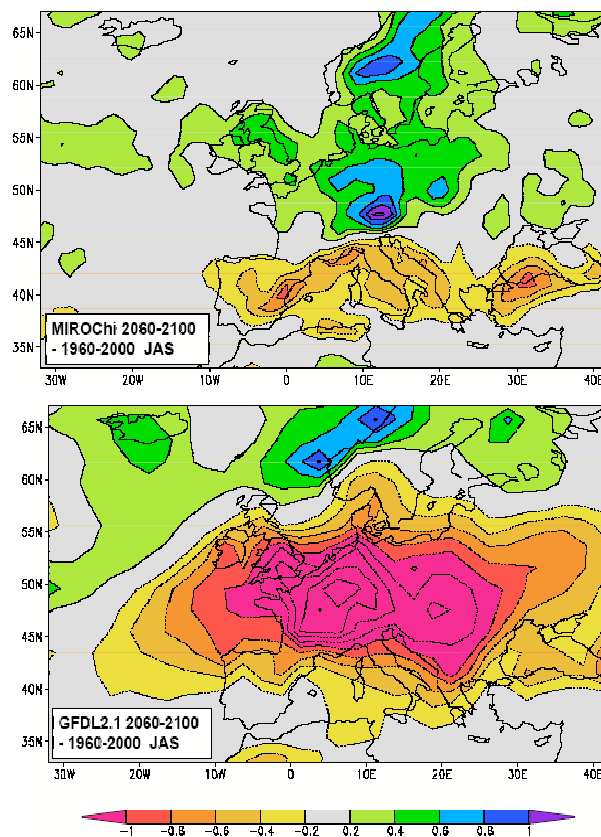 65N
60N
55N
50N
45N
40N
35N
MIROChi 2060-2100
- 1960-2000 JAS
30W 20W 10W 0 10E 20E 30E 40E
65N
60N
55N
50N
45N
40N
35N
GFDL2.1 2060-2100
- 1960-2000 JAS
30W 20W 10W 0 10E 20E 30E 40E
-1 -0.8 -0.6 -0.4 -0.2 0.2 0.4 0.6 0.8 1